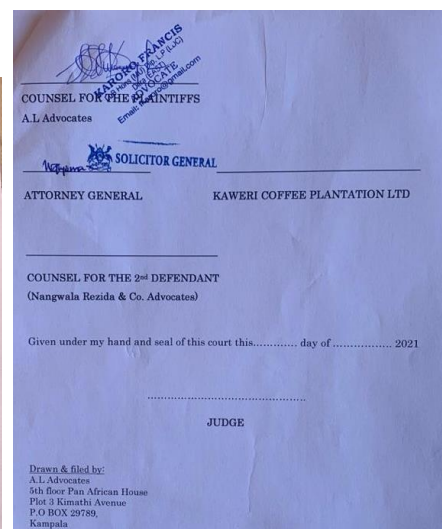 KARORO FRANCIS
ADVOCATE
COUNSEL FOR THE PLAINTIFFS
A.L Advocates
SOLICITOR GENERAL
ATTORNEY GENERAL KAWERI COFFEE PLANTATION LTD
COUNSEL FOR THE 2nd DEFENDANT
(Nangwala Rezida & Co. Advocates)
Given under my hand and seal of this court this............ day of ................. 2021
............................................
JUDGE
Drawn & filed by:
A.L Advocates
5th floor Pan African House
Plot 3 Kimathi Avenue
P.O BOX 29789,
Kampala